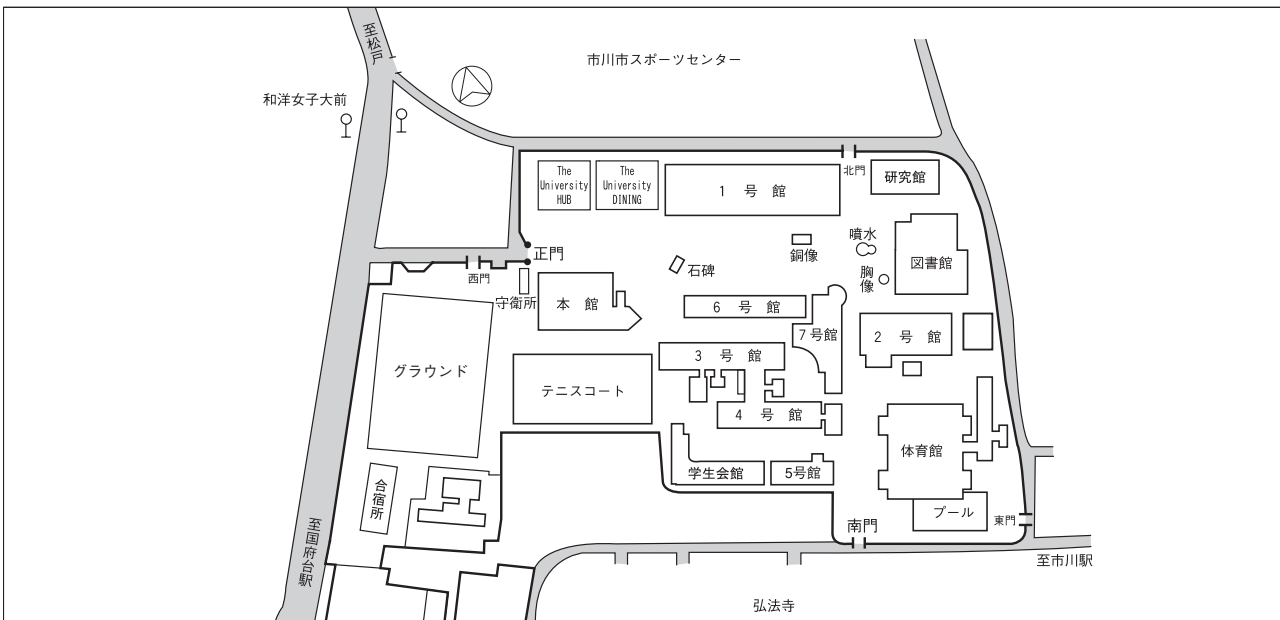 至松戸
市川市スポーツセンター
和洋女子大前
The
University
HUB
The
University
DINING
1 号 館
北門
研究館
正門
西門
守衛所
本 館
石碑
銅像
噴水
胸像
図書館
6 号 館
7号館
2 号 館
3 号 館
グラウンド
テニスコート
4 号 館
体育館
学生会館
5号館
合宿所
プール
東門
南門
至国府台駅
至市川駅
弘法寺